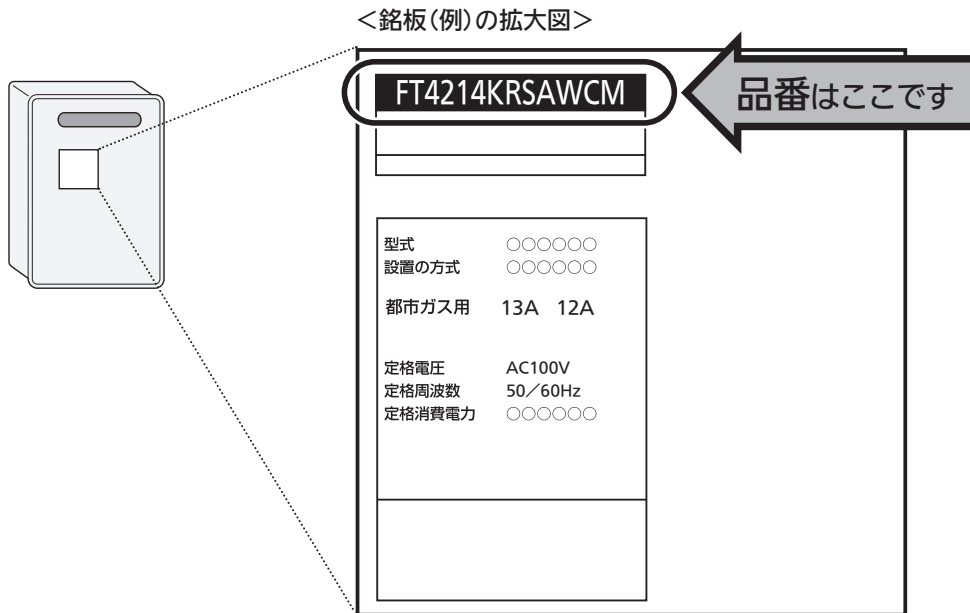 ＜銘板（例）の拡大図＞
FT4214KRSAWCM
品番はここです
型式 ○○○○○○
設置の方式 ○○○○○○
都市ガス用 13A 12A
定格電圧 AC100V
定格周波数 50／60Hz
定格消費電力 ○○○○○○